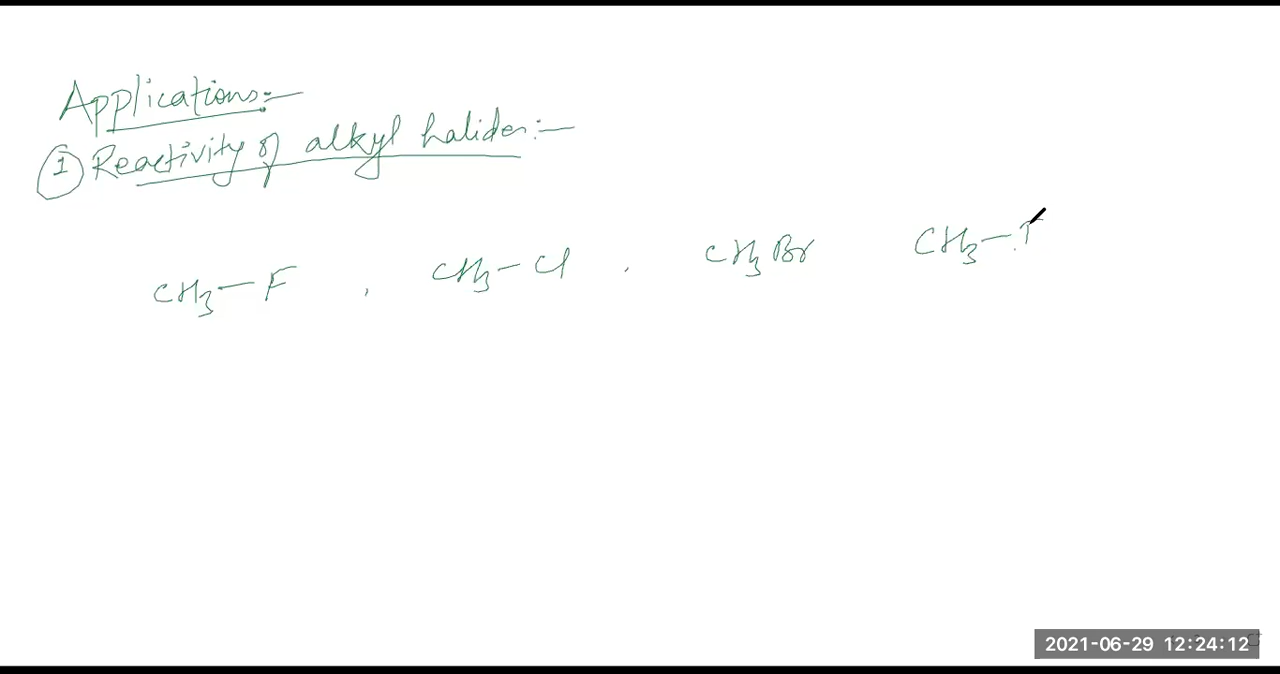 Applications:-
① Reactivity of alkyl halides:-
CH3-F , CH3-Cl , CH3Br CH3-I
2021-06-29 12:24:12